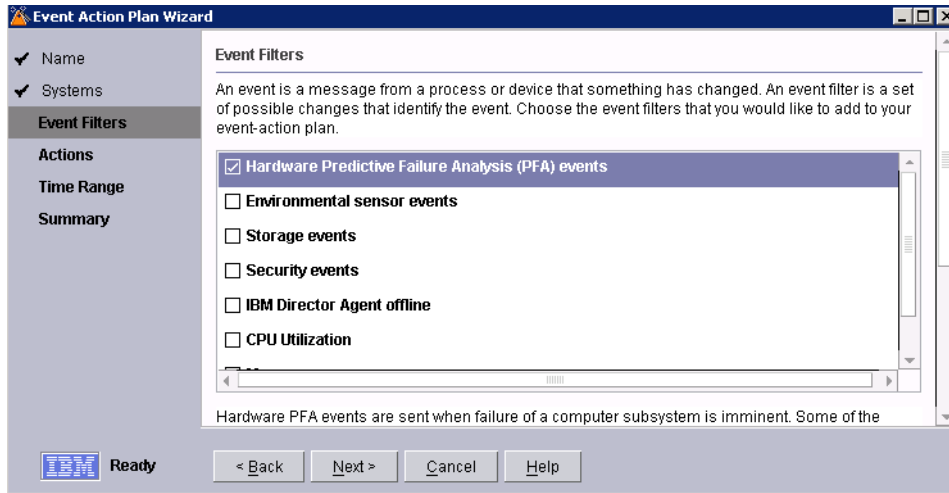 Event Action Plan Wizard
Name
Systems
Event Filters
Actions
Time Range
Summary
Event Filters
An event is a message from a process or device that something has changed. An event filter is a set
of possible changes that identify the event. Choose the event filters that you would like to add to your
event-action plan.
Hardware Predictive Failure Analysis (PFA) events
Environmental sensor events
Storage events
Security events
IBM Director Agent offline
CPU Utilization
Hardware PFA events are sent when failure of a computer subsystem is imminent. Some of the
IBM Ready
< Back
Next >
Cancel
Help